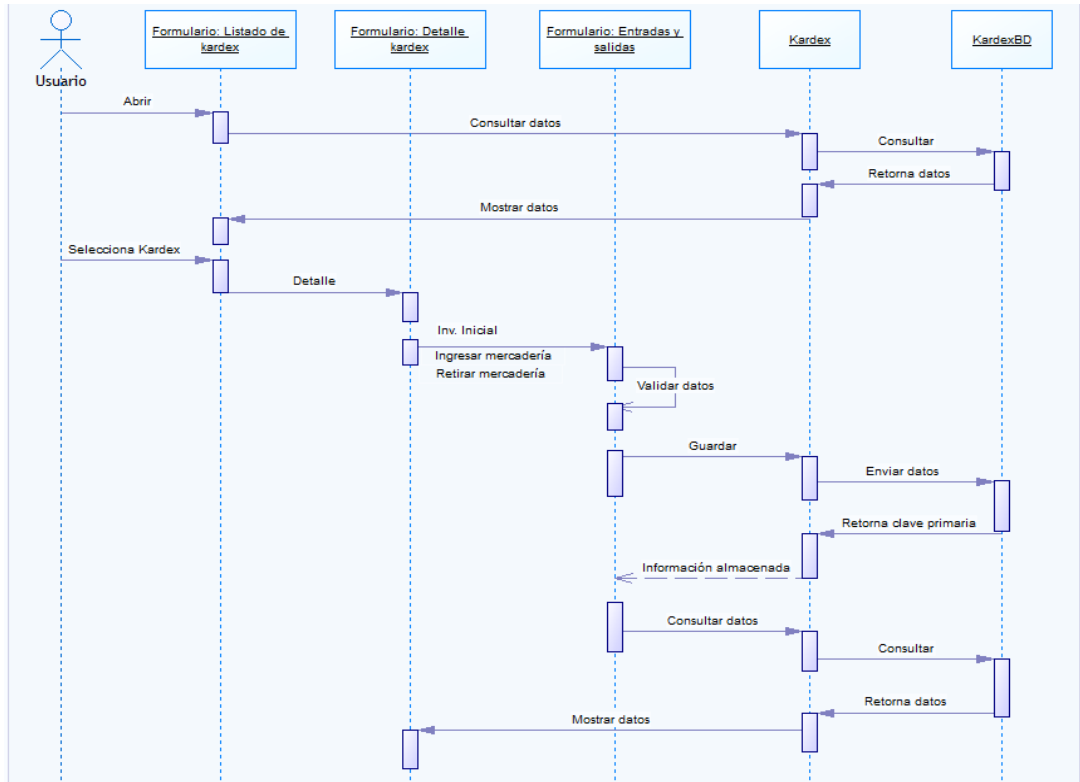 Formulario: Listado de
kardex
Formulario: Detalle
kardex
Formulario: Entradas y
salidas
Kardex
KardexBD
Usuario
Abrir
Consultar datos
Consultar
Retorna datos
Mostrar datos
Selecciona Kardex
Detalle
Inv. Inicial
Ingresar mercadería
Retirar mercadería
Validar datos
Guardar
Enviar datos
Retorna clave primaria
Información almacenada
Consultar datos
Consultar
Retorna datos
Mostrar datos